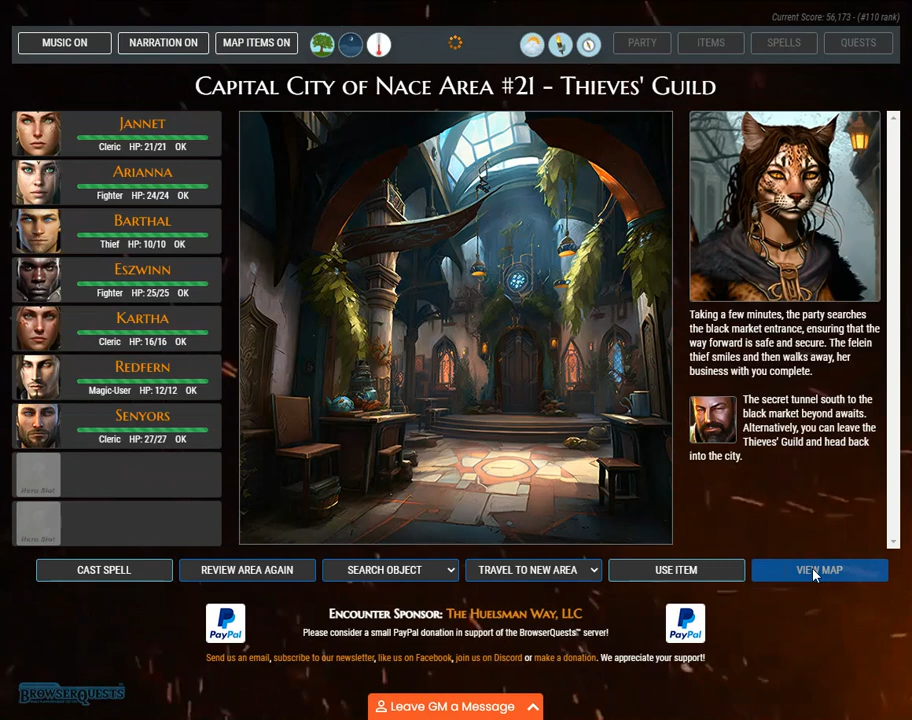 Current Score: 56,173 - (#110 rank)
MUSIC ON
NARRATION ON
MAP ITEMS ON
PARTY
ITEMS
SPELLS
QUESTS
Capital City of Nace Area #21 - Thieves' Guild
Jannet
Cleric HP: 21/21 OK
Arianna
Fighter HP: 24/24 OK
Barthal
Thief HP: 10/10 OK
Eszwinn
Fighter HP: 25/25 OK
Kartha
Cleric HP: 16/16 OK
Redfern
Magic-User HP: 12/12 OK
Senyors
Cleric HP: 27/27 OK
Hero Slot
Hero Slot
Taking a few minutes, the party searches
the black market entrance, ensuring that the
way forward is safe and secure. The felein
thief smiles and then walks away, her
business with you complete.
The secret tunnel south to the
black market beyond awaits.
Alternatively, you can leave the
Thieves' Guild and head back
into the city.
CAST SPELL
REVIEW AREA AGAIN
SEARCH OBJECT
TRAVEL TO NEW AREA
USE ITEM
VIEW MAP
PayPal
Encounter Sponsor: The Huelsman Way, LLC
Please consider a small PayPal donation in support of the BrowserQuests™ server!
PayPal
Send us an email, subscribe to our newsletter, like us on Facebook, join us on Discord or make a donation. We appreciate your support!
BrowserQuests
Leave GM a Message